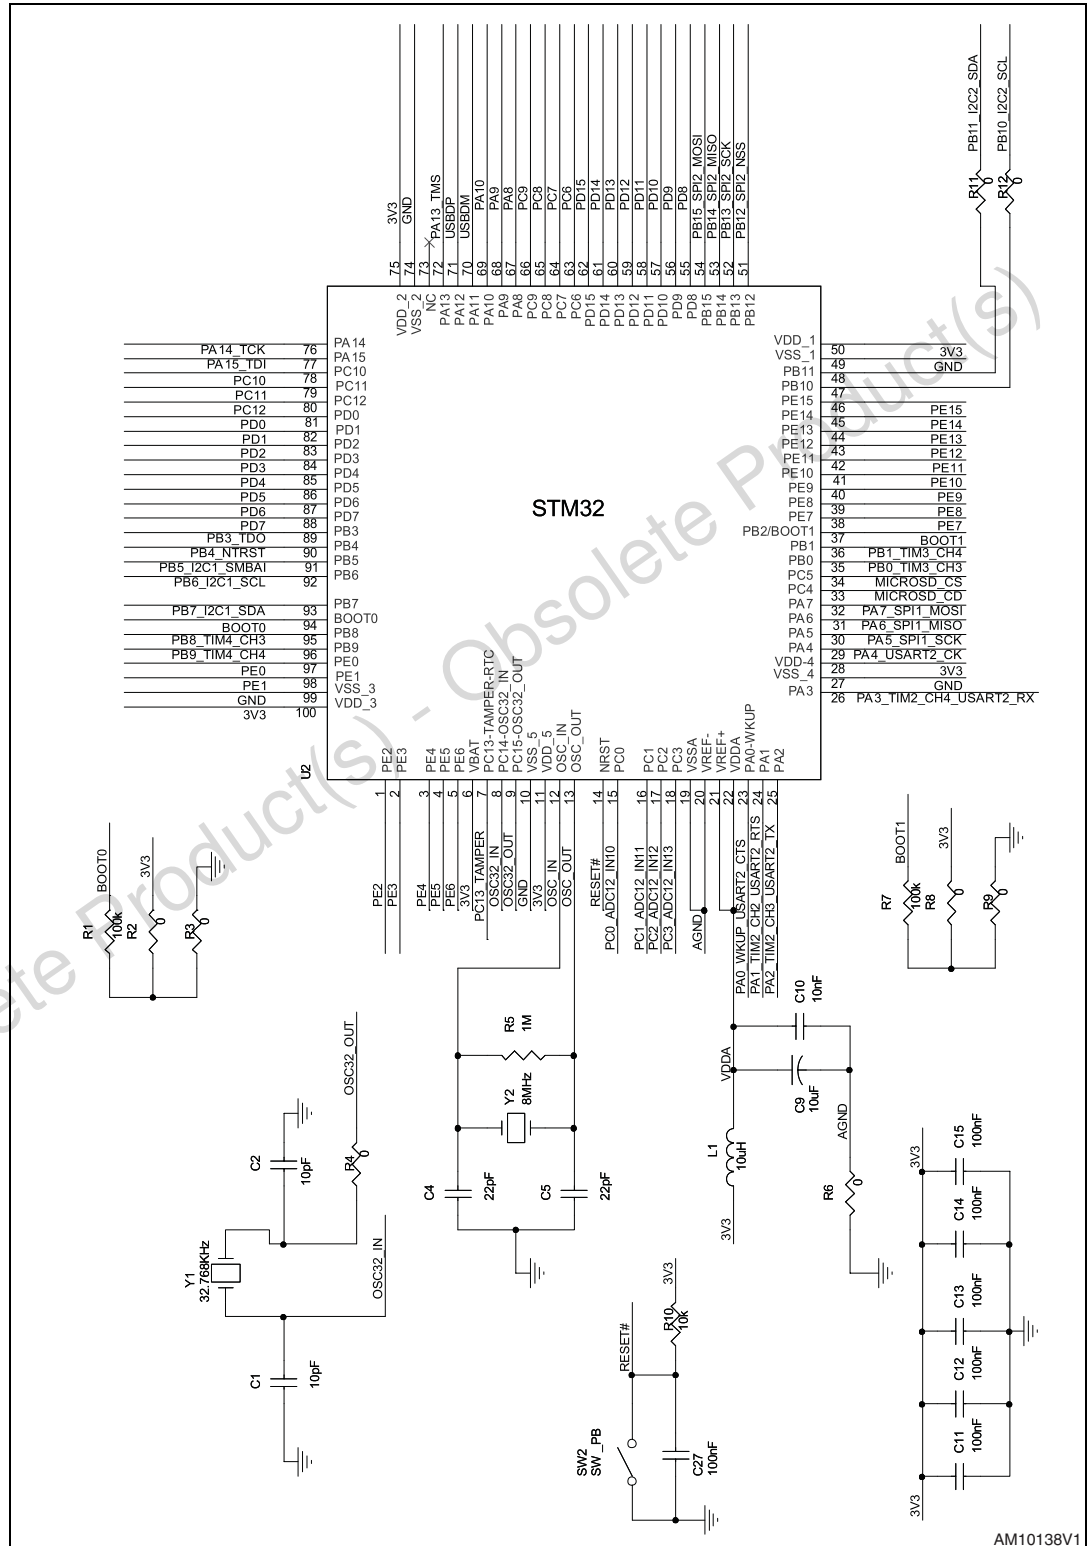 PB11_I2C2_SDA
PB10_I2C2_SCL
R11
0
R12
0
3V3
GND
PA13_TMS
USBDP
USBDM
PA10
PA9
PA8
PC9
PC8
PC7
PC6
PD15
PD14
PD13
PD12
PD11
PD10
PD9
PD8
PB15_SPI2_MOSI
PB14_SPI2_MISO
PB13_SPI2_SCK
PB12_SPI2_NSS
75
74
73
72
71
70
69
68
67
66
65
64
63
62
61
60
59
58
57
56
55
54
53
52
51
VDD_2
VSS_2
NC
PA13
PA12
PA11
PA10
PA9
PA8
PC9
PC8
PC7
PC6
PD15
PD14
PD13
PD12
PD11
PD10
PD9
PD8
PB15
PB14
PB13
PB12
PA14_TCK 76 PA14
PA15_TDI 77 PA15
PC10 78 PC10
PC11 79 PC11
PC12 80 PC12
PD0 81 PD0
PD1 82 PD1
PD2 83 PD2
PD3 84 PD3
PD4 85 PD4
PD5 86 PD5
PD6 87 PD6
PD7 88 PD7
PB3_TDO 89 PB3
PB4_NTRST 90 PB4
PB5_I2C1_SMBAI 91 PB5
PB6_I2C1_SCL 92 PB6
PB7_I2C1_SDA 93 PB7
BOOT0 94 BOOT0
PB8_TIM4_CH3 95 PB8
PB9_TIM4_CH4 96 PB9
PE0 97 PE0
PE1 98 PE1
GND 99 VSS_3
3V3 100 VDD_3
STM32
U2
VDD_1 50 3V3
VSS_1 49 GND
PB11 48
PB10 47
PE15 46 PE15
PE14 45 PE14
PE13 44 PE13
PE12 43 PE12
PE11 42 PE11
PE10 41 PE10
PE9 40 PE9
PE8 39 PE8
PE7 38 PE7
PB2/BOOT1 37 BOOT1
PB1 36 PB1_TIM3_CH4
PB0 35 PB0_TIM3_CH3
PC5 34 MICROSD_CS
PC4 33 MICROSD_CD
PA7 32 PA7_SPI1_MOSI
PA6 31 PA6_SPI1_MISO
PA5 30 PA5_SPI1_SCK
PA4 29 PA4_USART2_CK
VDD-4 28 3V3
VSS_4 27 GND
PA3 26 PA3_TIM2_CH4_USART2_RX
PE2
PE3
PE4
PE5
PE6
VBAT
PC13-TAMPER-RTC
PC14-OSC32_IN
PC15-OSC32_OUT
VSS_5
VDD_5
OSC_IN
OSC_OUT
NRST
PC0
PC1
PC2
PC3
VSSA
VREF-
VREF+
VDDA
PA0-WKUP
PA1
PA2
1
2
3
4
5
6
7
8
9
10
11
12
13
14
15
16
17
18
19
20
21
22
23
24
25
PE2
PE3
PE4
PE5
PE6
3V3
PC13_TAMPER
OSC32_IN
OSC32_OUT
GND
3V3
OSC_IN
OSC_OUT
RESET#
PC0_ADC12_IN10
PC1_ADC12_IN11
PC2_ADC12_IN12
PC3_ADC12_IN13
AGND
PA0_WKUP_USART2_CTS
PA1_TIM2_CH2_USART2_RTS
PA2_TIM2_CH3_USART2_TX
BOOT0
3V3
R1
100k
R2
0
R3
0
BOOT1
3V3
R7
100k
R8
0
R9
0
R5
1M
Y2
8MHz
C4
22pF
C5
22pF
OSC32_OUT
C2
10pF
R4
0
Y1
32.768KHz
OSC32_IN
C1
10pF
C10
10nF
VDDA
C9
10uF
AGND
L1
10uH
3V3
R6
0
RESET#
3V3
R10
10k
SW2
SW_PB
C27
100nF
3V3
C15
100nF
C14
100nF
C13
100nF
C12
100nF
C11
100nF
3V3
AM10138V1
ete Product(s) - Obsolete Product(s)